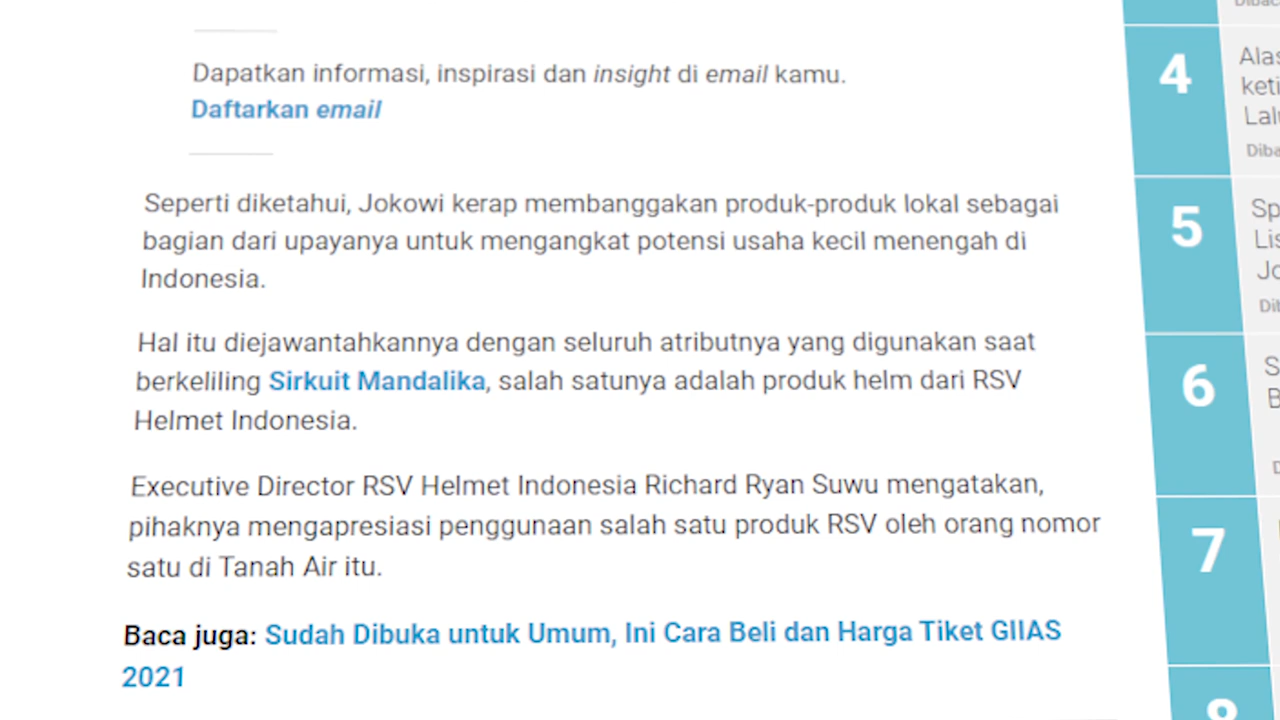 Dapatkan informasi, inspirasi dan insight di email kamu.
Daftarkan email
Seperti diketahui, Jokowi kerap membanggakan produk-produk lokal sebagai
bagian dari upayanya untuk mengangkat potensi usaha kecil menengah di
Indonesia.
Hal itu diejawantahkannya dengan seluruh atributnya yang digunakan saat
berkeliling Sirkuit Mandalika, salah satunya adalah produk helm dari RSV
Helmet Indonesia.
Executive Director RSV Helmet Indonesia Richard Ryan Suwu mengatakan,
pihaknya mengapresiasi penggunaan salah satu produk RSV oleh orang nomor
satu di Tanah Air itu.
Baca juga: Sudah Dibuka untuk Umum, Ini Cara Beli dan Harga Tiket GIIAS
2021
4
5
6
7
8